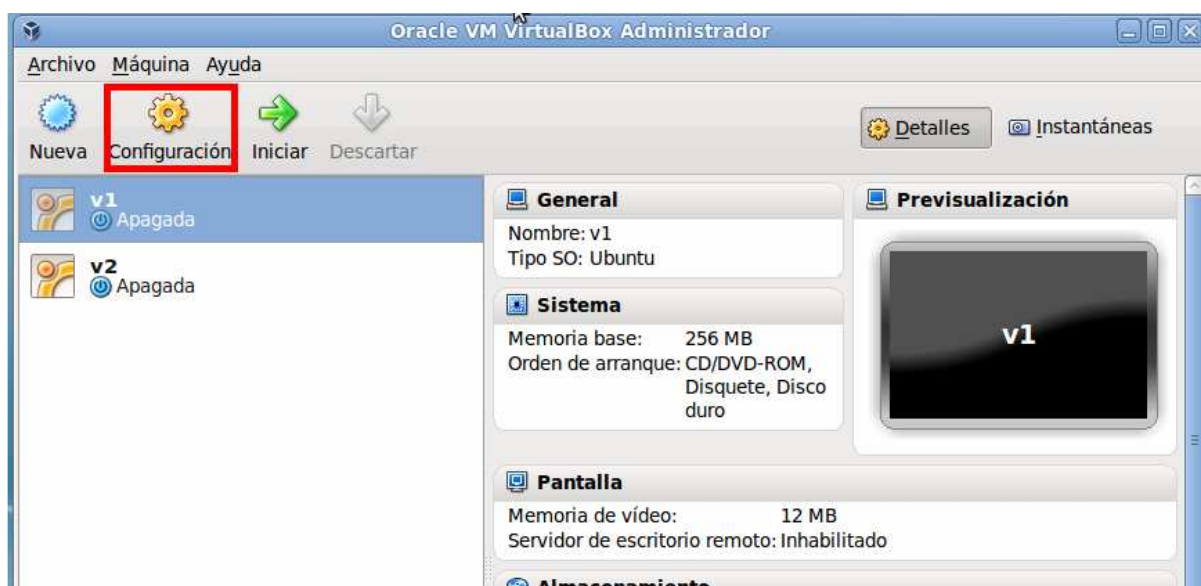 Oracle VM VirtualBox Administrador
Archivo Máquina Ayuda
Nueva Configuración Iniciar Descartar
Detalles Instantáneas
v1
Apagada
v2
Apagada
General
Nombre: v1
Tipo SO: Ubuntu
Sistema
Memoria base: 256 MB
Orden de arranque: CD/DVD-ROM,
Disquete, Disco
duro
Previsualización
v1
Pantalla
Memoria de vídeo: 12 MB
Servidor de escritorio remoto: Inhabilitado
Almacenamiento